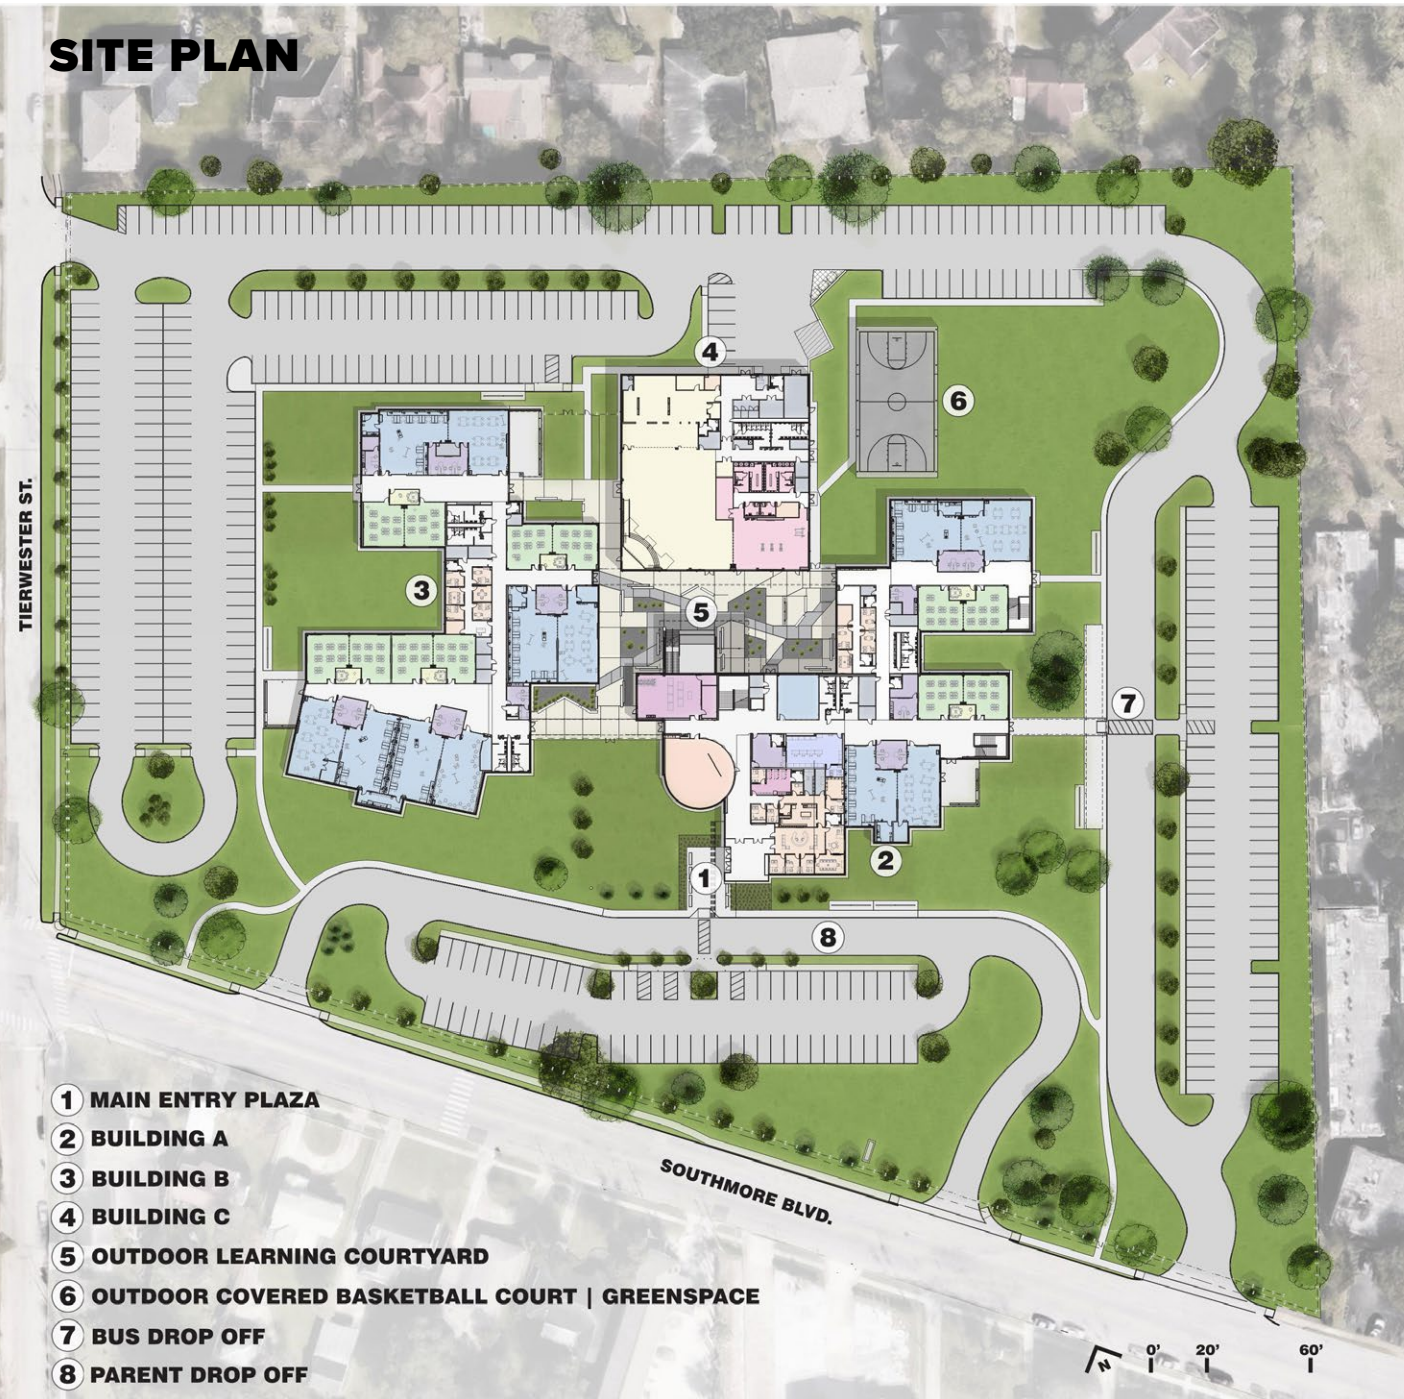 SITE PLAN
4
6
3
5
TIERWESTER ST.
7
2
1
8
SOUTHMORE BLVD.
1 MAIN ENTRY PLAZA
2 BUILDING A
3 BUILDING B
4 BUILDING C
5 OUTDOOR LEARNING COURTYARD
6 OUTDOOR COVERED BASKETBALL COURT | GREENSPACE
7 BUS DROP OFF
8 PARENT DROP OFF
N 0' 20' 60'